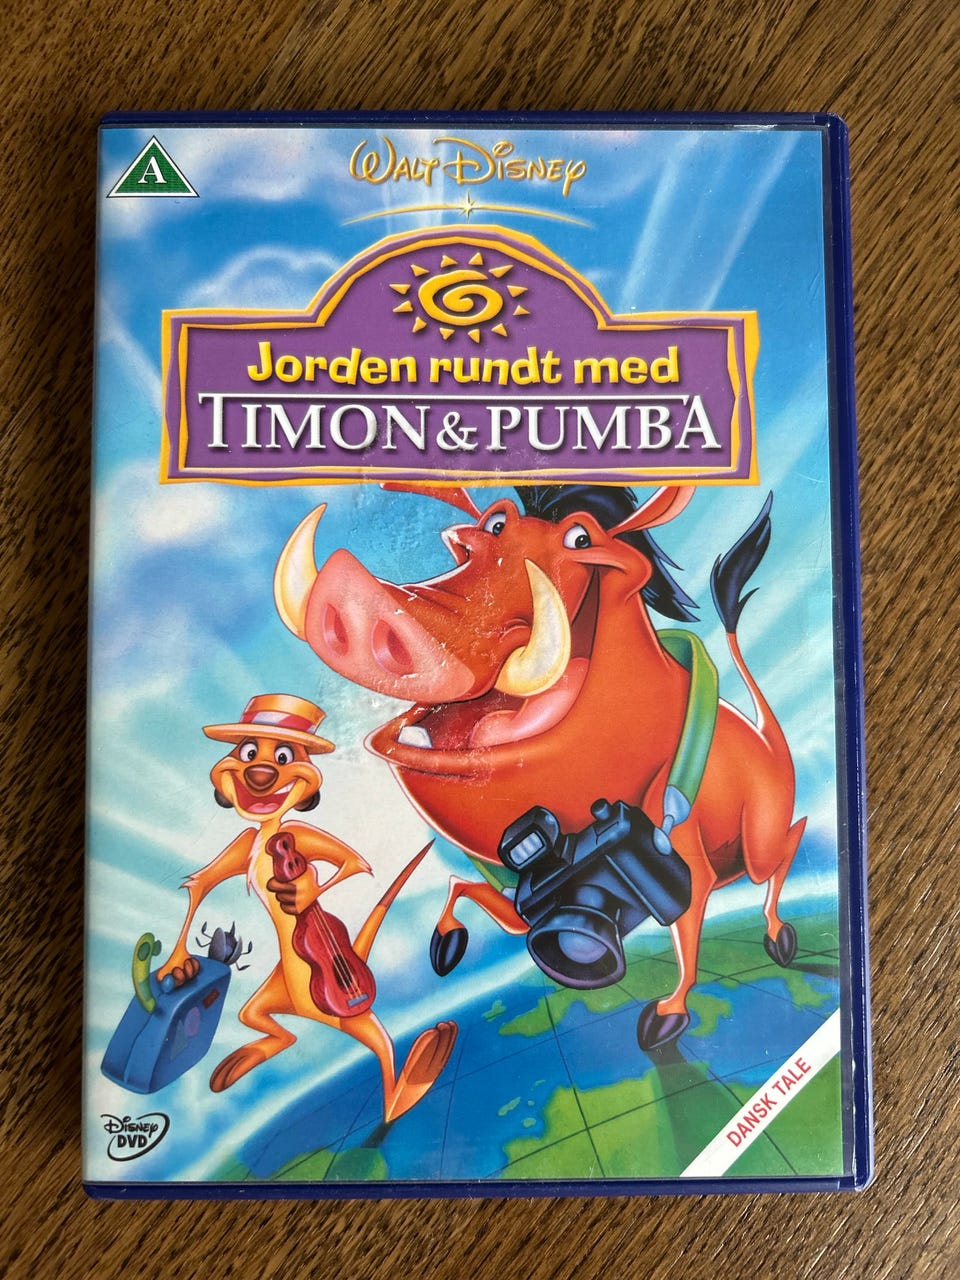 A
WALT DISNEY
Jorden rundt med
TIMON & PUMBA
DANSK TALE
DISNEY
DVD